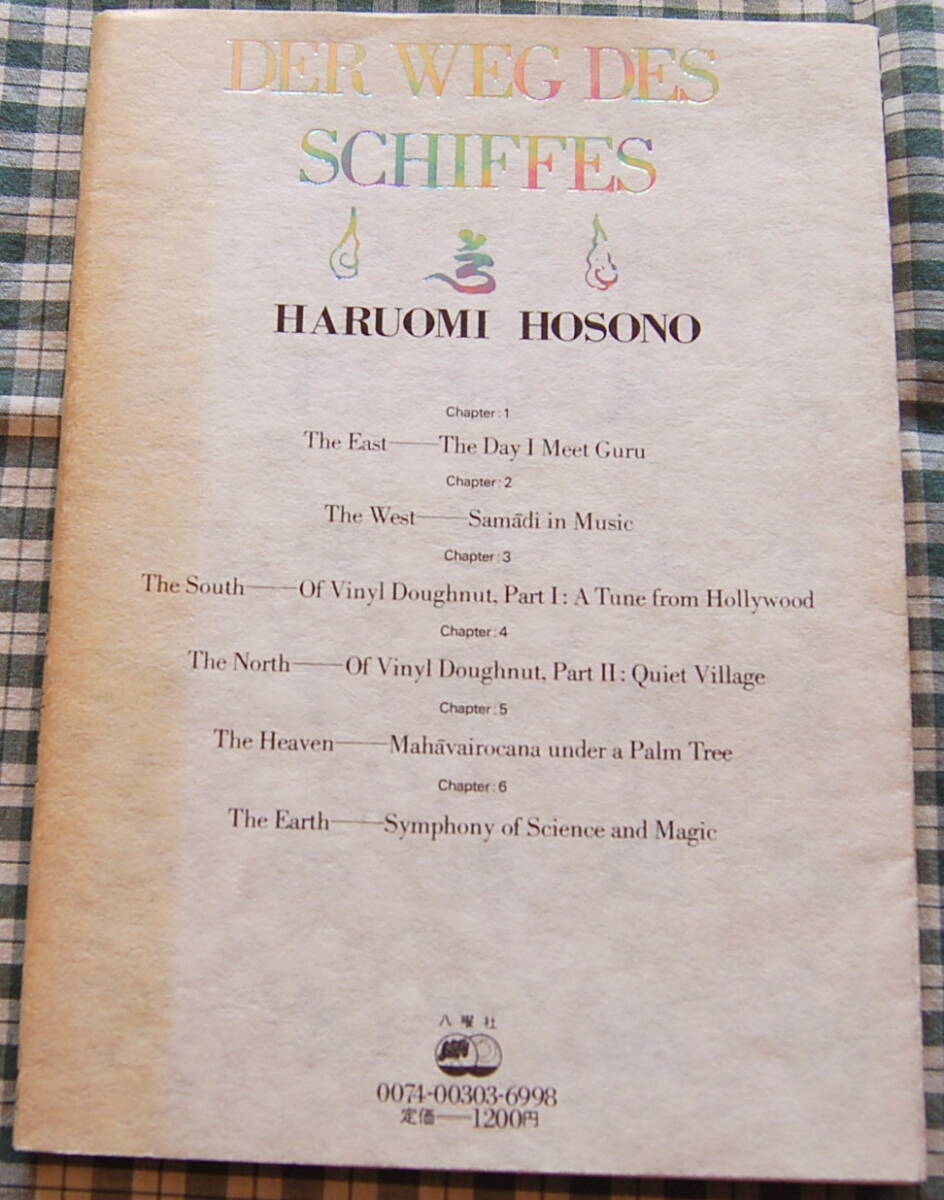 DER WEG DES
SCHIFFES
HARUOMI HOSONO
Chapter:1
The East——The Day I Meet Guru
Chapter:2
The West——Samādi in Music
Chapter:3
The South——Of Vinyl Doughnut, Part I: A Tune from Hollywood
Chapter:4
The North——Of Vinyl Doughnut, Part II: Quiet Village
Chapter:5
The Heaven——Mahāvairocana under a Palm Tree
Chapter:6
The Earth——Symphony of Science and Magic
八曜社
0074-00303-6998
定価——1200円